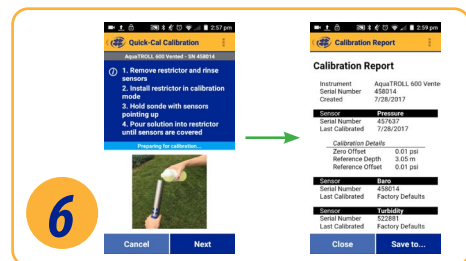 2:57 pm
Quick-Cal Calibration
AquaTROLL 600 Vented - SN 458014
1. Remove restrictor and rinse
sensors
2. Install restrictor in calibration
mode
3. Hold sonde with sensors
pointing up
4. Pour solution into restrictor
until sensors are covered
Preparing for calibration...
Cancel Next
6
2:59 pm
Calibration Report
Calibration Report
Instrument AquaTROLL 600 Vente
Serial Number 458014
Created 7/28/2017
Sensor Pressure
Serial Number 457637
Last Calibrated 7/28/2017
Calibration Details
Zero Offset 0.01 psi
Reference Depth 3.05 m
Reference Offset 0.01 psi
Sensor Baro
Serial Number 458014
Last Calibrated Factory Defaults
Sensor Turbidity
Serial Number 522881
Last Calibrated Factory Defaults
Close Save to...